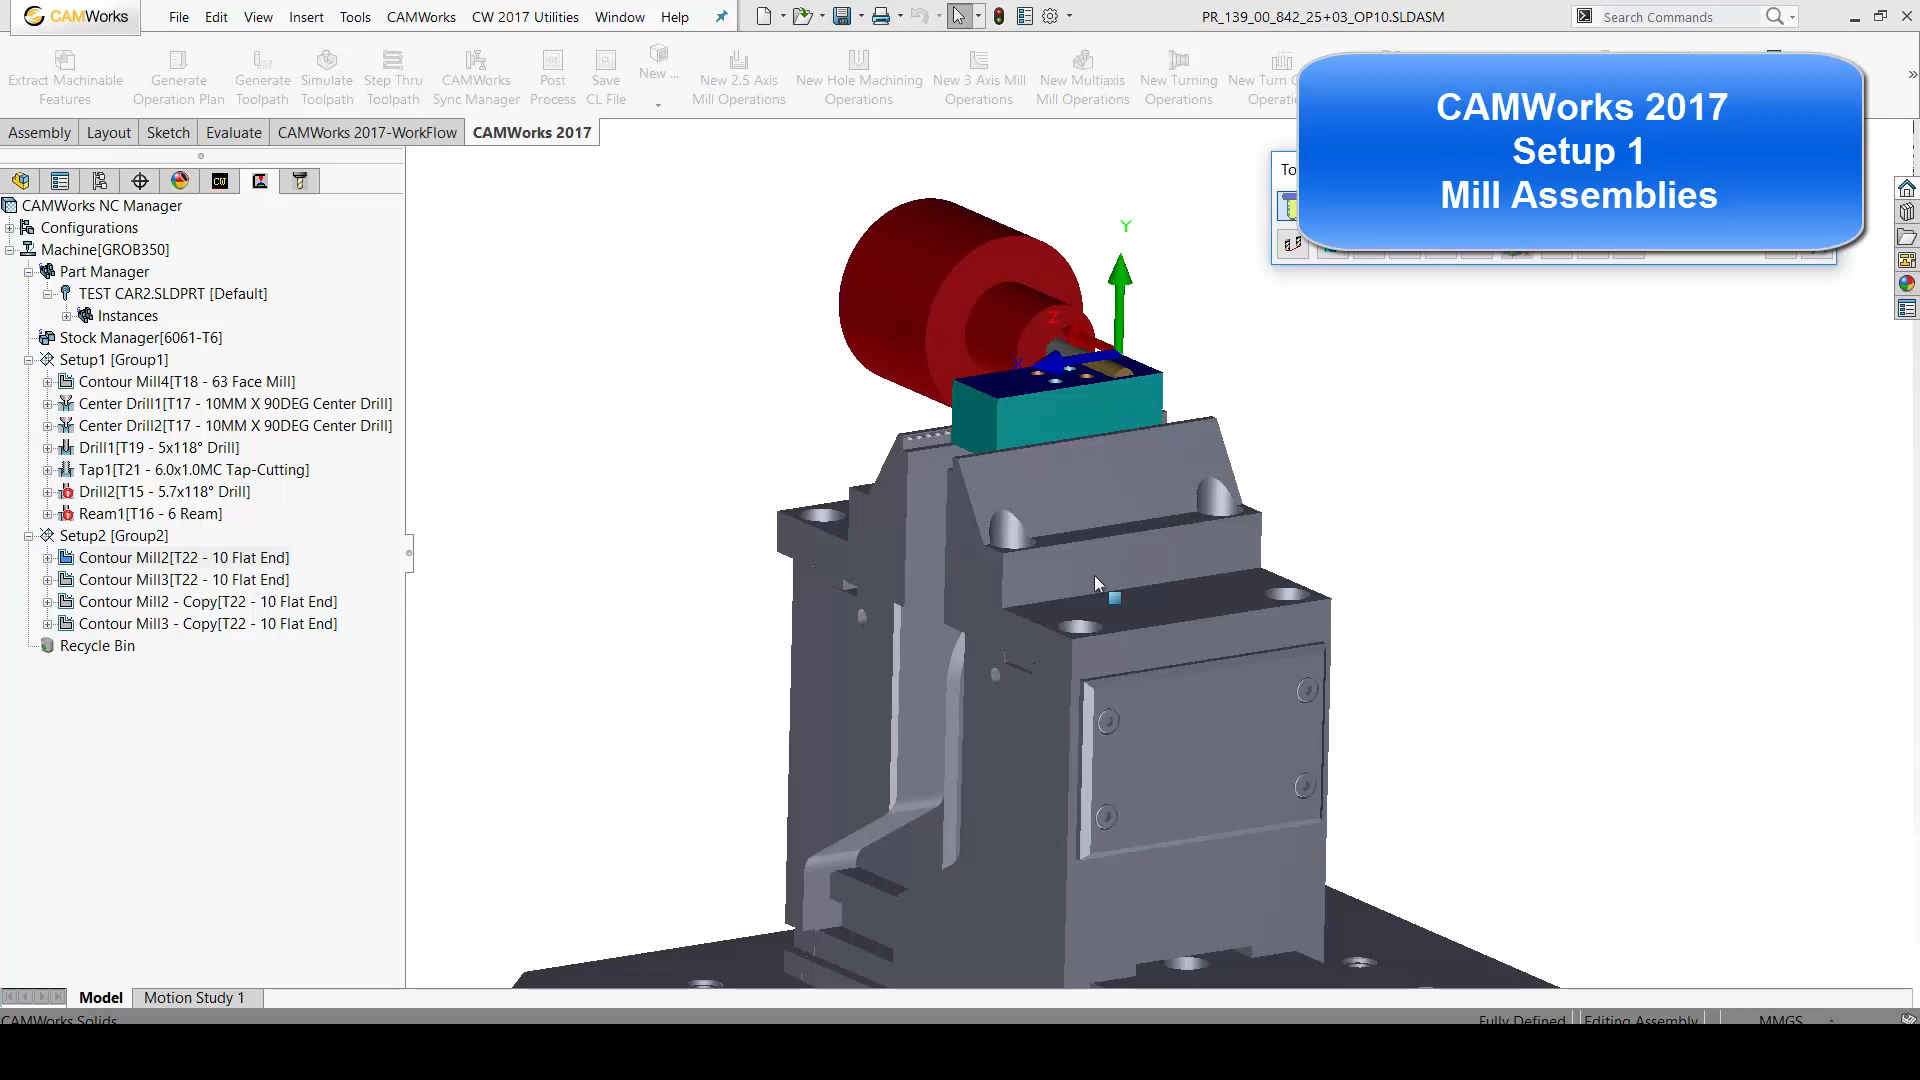 CAMWorks
File Edit View Insert Tools CAMWorks CW 2017 Utilities Window Help
PR_139_00_842_25+03_OP10.SLDASM
Search Commands
Extract Machinable Features
Generate Operation Plan
Generate Toolpath
Simulate Toolpath
Step Thru Toolpath
CAMWorks Sync Manager
Post Process
Save CL File
New ...
New 2.5 Axis Mill Operations
New Hole Machining Operations
New 3 Axis Mill Operations
New Multiaxis Mill Operations
New Turning Operations
CAMWorks 2017
Setup 1
Mill Assemblies
Assembly Layout Sketch Evaluate CAMWorks 2017-WorkFlow CAMWorks 2017
CAMWorks NC Manager
Configurations
Machine[GROB350]
Part Manager
TEST CAR2.SLDPRT [Default]
Instances
Stock Manager[6061-T6]
Setup1 [Group1]
Contour Mill4[T18 - 63 Face Mill]
Center Drill1[T17 - 10MM X 90DEG Center Drill]
Center Drill2[T17 - 10MM X 90DEG Center Drill]
Drill1[T19 - 5x118° Drill]
Tap1[T21 - 6.0x1.0MC Tap-Cutting]
Drill2[T15 - 5.7x118° Drill]
Ream1[T16 - 6 Ream]
Setup2 [Group2]
Contour Mill2[T22 - 10 Flat End]
Contour Mill3[T22 - 10 Flat End]
Contour Mill2 - Copy[T22 - 10 Flat End]
Contour Mill3 - Copy[T22 - 10 Flat End]
Recycle Bin
Y
Z
X
Model Motion Study 1
CAMWorks Solids
Fully Defined Editing Assembly MMGS